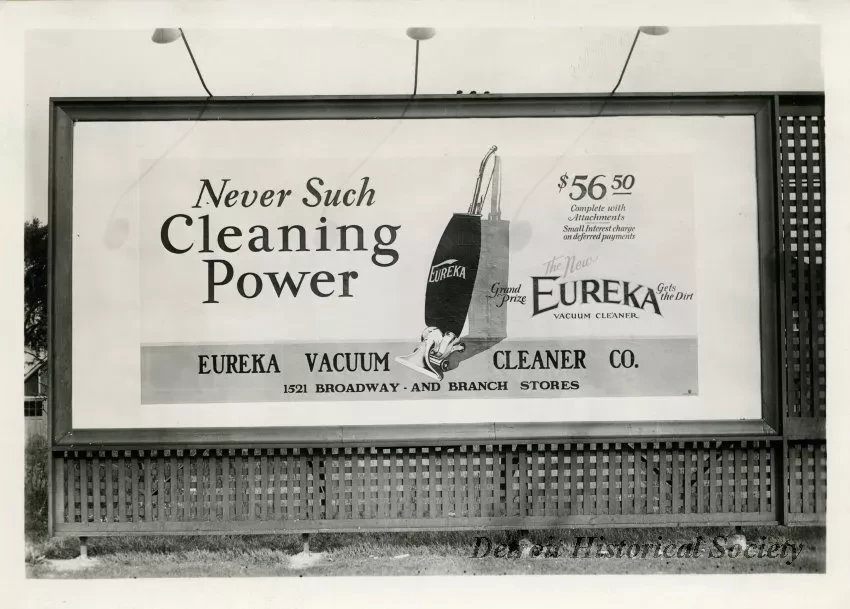 Never Such
Cleaning
Power
$56 50
Complete with
Attachments
Small Interest charge
on deferred payments
EUREKA
The New
Grand
Prize
EUREKA
Gets
the Dirt
VACUUM CLEANER
EUREKA VACUUM CLEANER CO.
1521 BROADWAY - AND BRANCH STORES
Detroit Historical Society